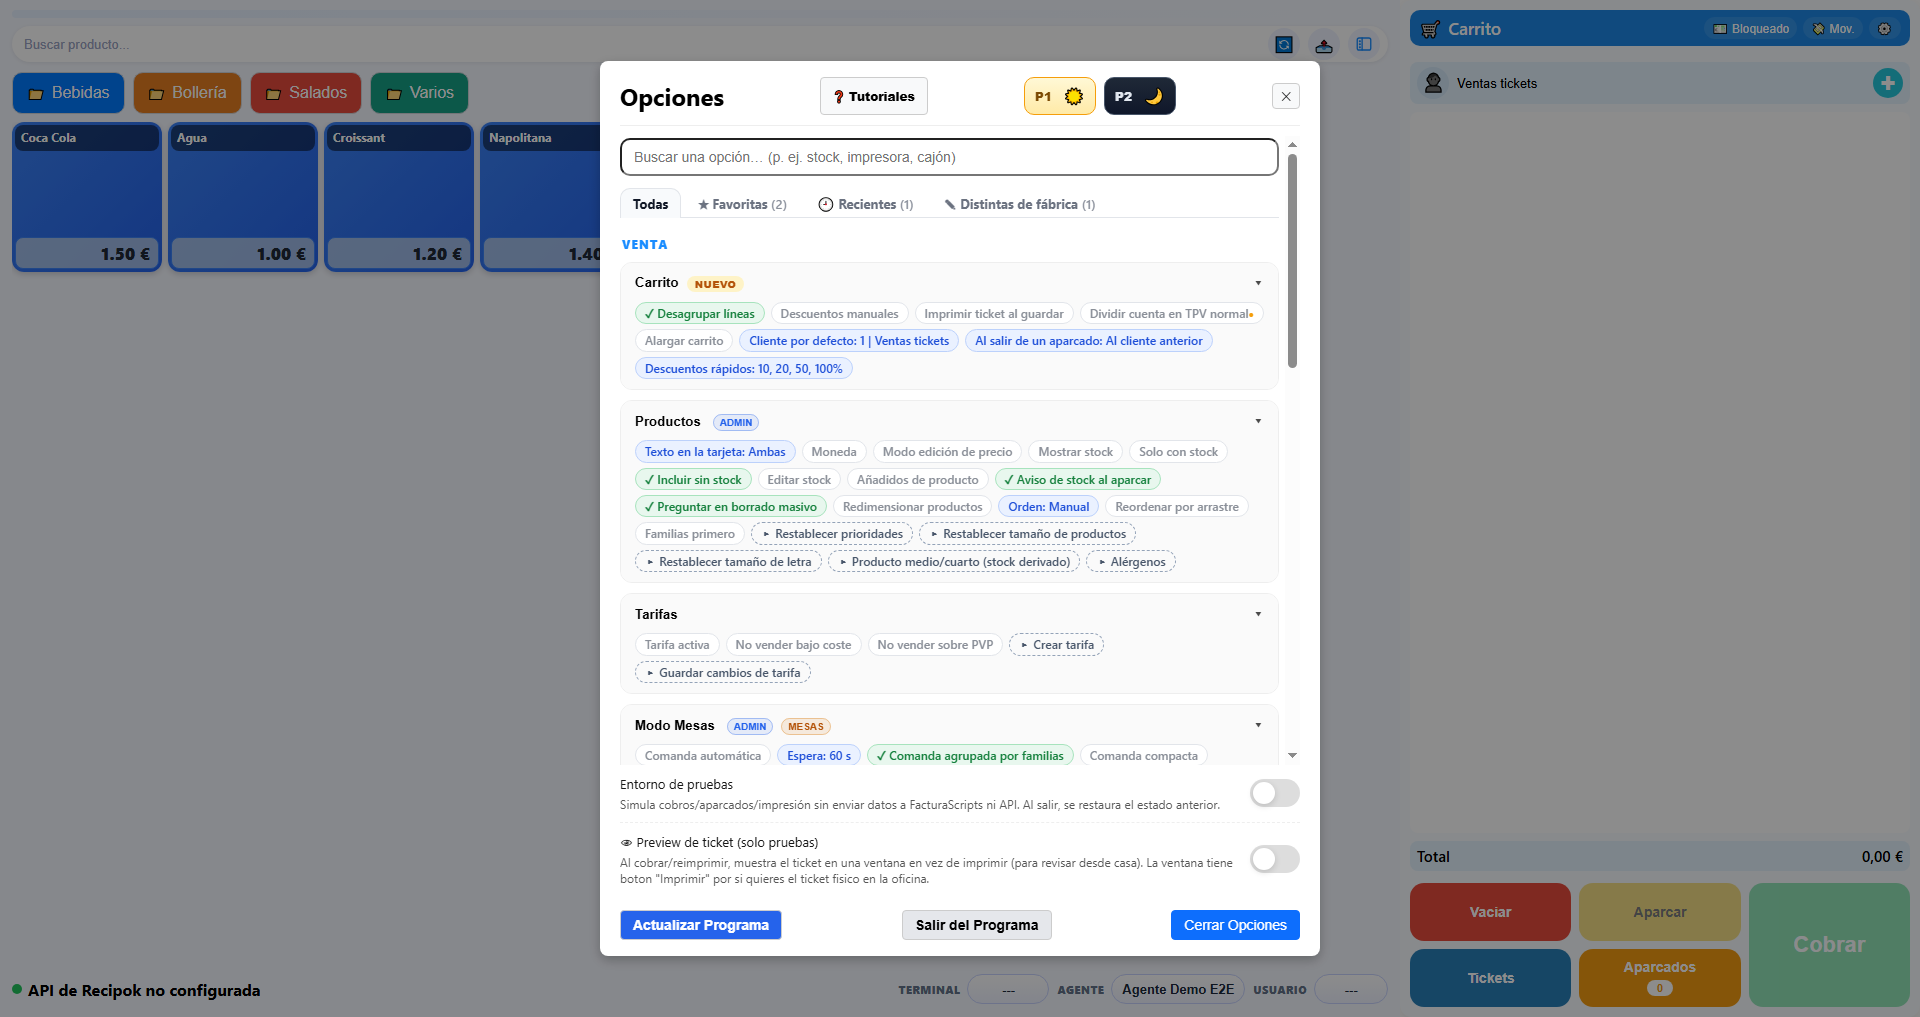 Buscar producto...
Bebidas
Bollería
Salados
Varios
Coca Cola
Agua
Croissant
Napolitana
1.50 €
1.00 €
1.20 €
1.40
Opciones
? Tutoriales
P1
P2
Buscar una opción... (p. ej. stock, impresora, cajón)
Todas
★ Favoritas (2)
Recientes (1)
Distintas de fábrica (1)
VENTA
Carrito NUEVO
✓ Desagrupar líneas
Descuentos manuales
Imprimir ticket al guardar
Dividir cuenta en TPV normal
Alargar carrito
Cliente por defecto: 1 | Ventas tickets
Al salir de un aparcado: Al cliente anterior
Descuentos rápidos: 10, 20, 50, 100%
Productos ADMIN
Texto en la tarjeta: Ambas
Moneda
Modo edición de precio
Mostrar stock
Solo con stock
✓ Incluir sin stock
Editar stock
Añadidos de producto
✓ Aviso de stock al aparcar
✓ Preguntar en borrado masivo
Redimensionar productos
Orden: Manual
Reordenar por arrastre
Familias primero
Restablecer prioridades
Restablecer tamaño de productos
Restablecer tamaño de letra
Producto medio/cuarto (stock derivado)
Alérgenos
Tarifas
Tarifa activa
No vender bajo coste
No vender sobre PVP
Crear tarifa
Guardar cambios de tarifa
Modo Mesas ADMIN MESAS
Comanda automática
Espera: 60 s
✓ Comanda agrupada por familias
Comanda compacta
Entorno de pruebas
Simula cobros/aparcados/impresión sin enviar datos a FacturaScripts ni API. Al salir, se restaura el estado anterior.
Preview de ticket (solo pruebas)
Al cobrar/reimprimir, muestra el ticket en una ventana en vez de imprimir (para revisar desde casa). La ventana tiene
boton "Imprimir" por si quieres el ticket fisico en la oficina.
Actualizar Programa
Salir del Programa
Cerrar Opciones
Carrito
Bloqueado
Mov.
Ventas tickets
Total
0,00 €
Vaciar
Aparcar
Cobrar
Tickets
Aparcados
0
API de Recipok no configurada
TERMINAL
---
AGENTE
Agente Demo E2E
USUARIO
---